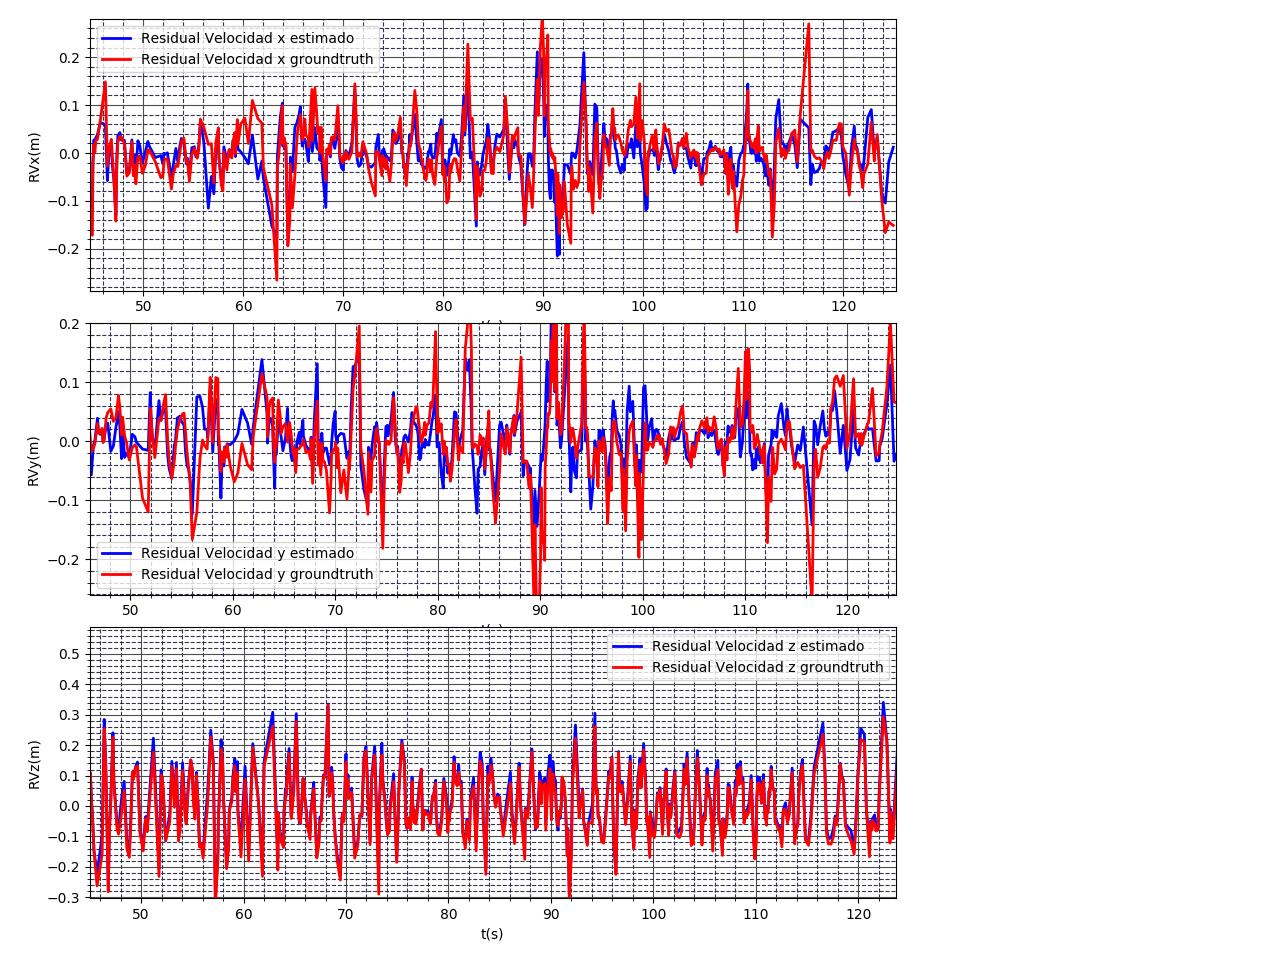 Residual Velocidad x estimado
Residual Velocidad x groundtruth
RVx(m)
0.2
0.1
0.0
−0.1
−0.2
50 60 70 80 90 100 110 120
Residual Velocidad y estimado
Residual Velocidad y groundtruth
RVy(m)
0.2
0.1
0.0
−0.1
−0.2
50 60 70 80 90 100 110 120
Residual Velocidad z estimado
Residual Velocidad z groundtruth
RVz(m)
0.5
0.4
0.3
0.2
0.1
0.0
−0.1
−0.2
−0.3
50 60 70 80 90 100 110 120
t(s)